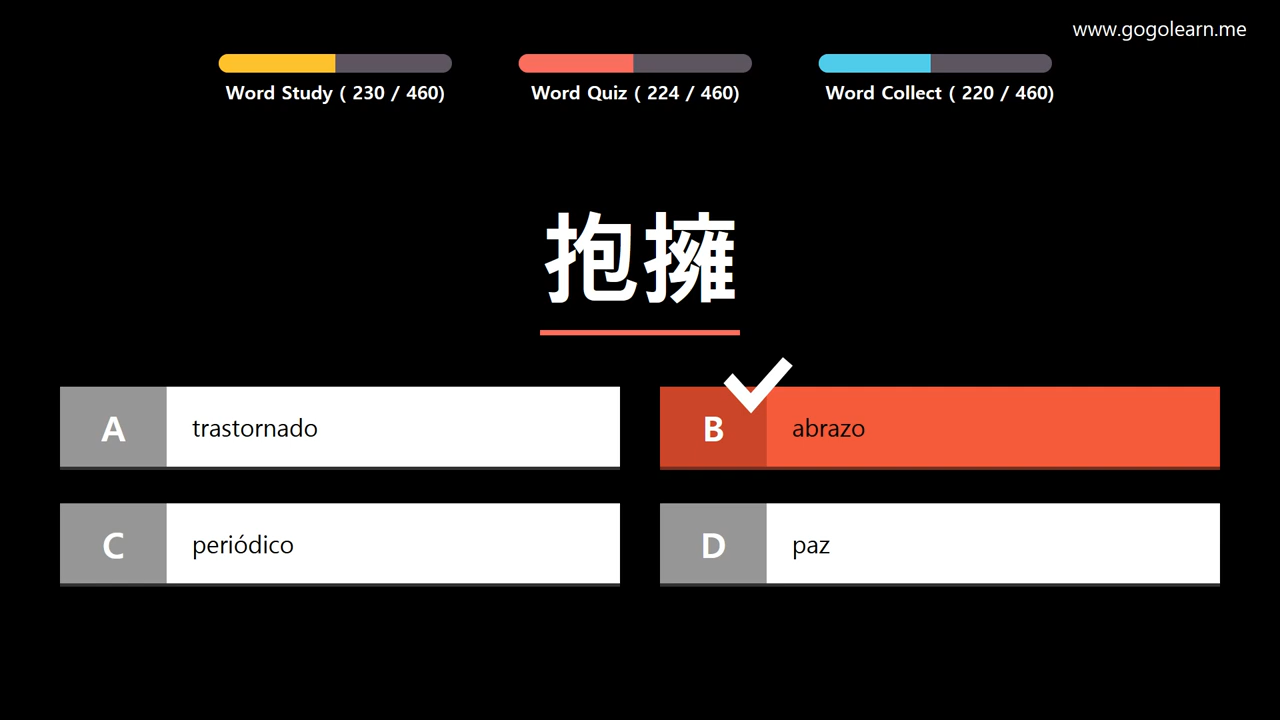 www.gogolearn.me
Word Study ( 230 / 460)
Word Quiz ( 224 / 460)
Word Collect ( 220 / 460)
抱擁
A trastornado
B abrazo
C periódico
D paz